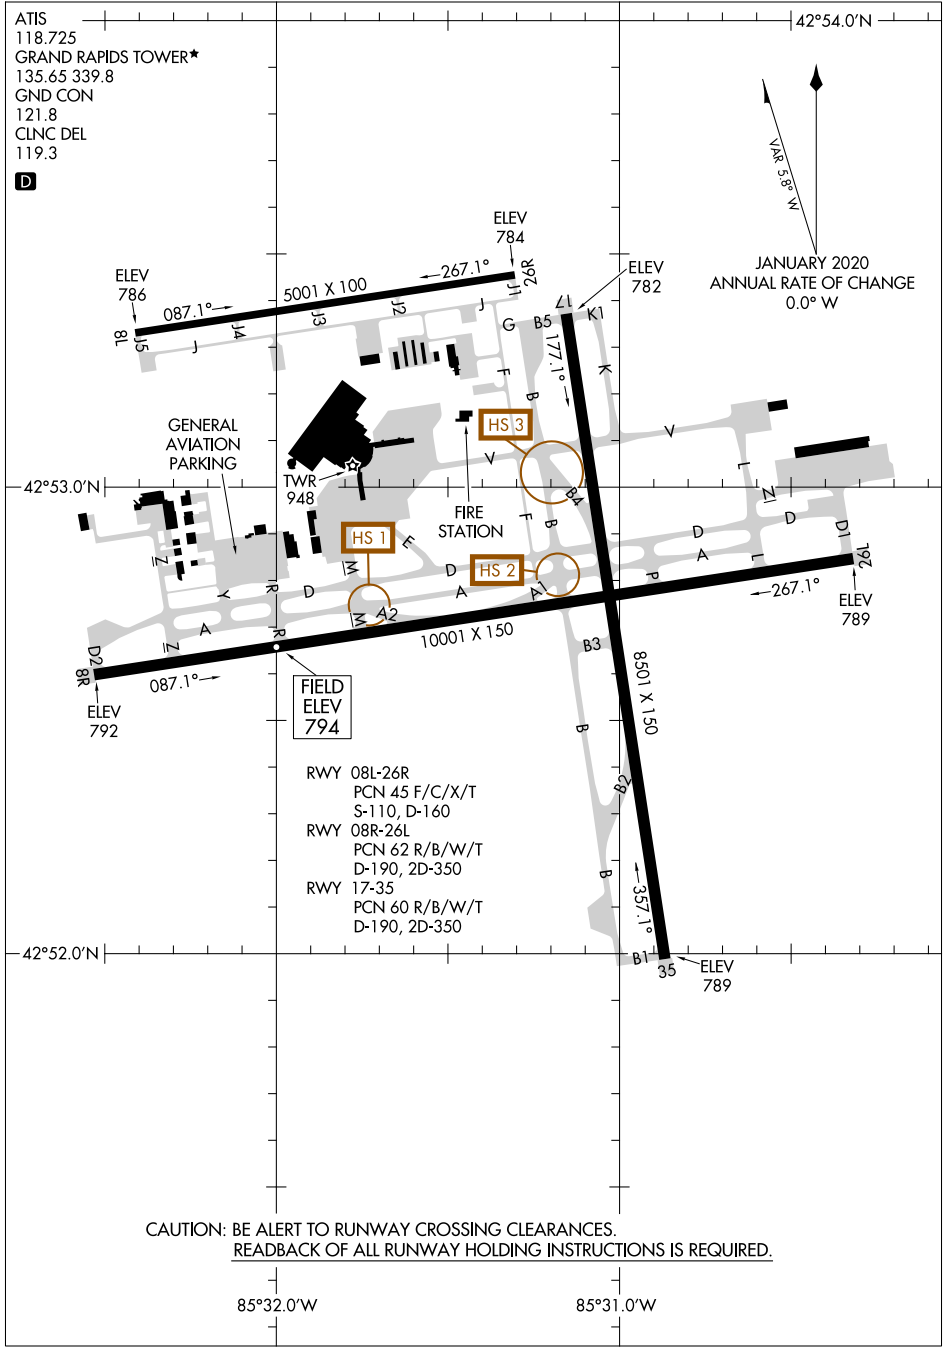 ATIS
118.725
GRAND RAPIDS TOWER★
135.65 339.8
GND CON
121.8
CLNC DEL
119.3
D
42°54.0'N
VAR 5.8° W
JANUARY 2020
ANNUAL RATE OF CHANGE
0.0° W
ELEV
784
ELEV
786
ELEV
782
087.1°
5001 X 100
267.1°
26R
8L
J5
J
J4
J3
J2
J
J1
G
B5
17
K1
177.1°
F
B
K
HS 3
V
V
GENERAL
AVIATION
PARKING
TWR
948
FIRE
STATION
42°53.0'N
B4
L
N
D
D
D1
26L
HS 1
HS 2
E
F
B
M
D
A
A1
A
P
L
Z
Y
R
D
A
M
A2
R
Z
D2
8R
087.1°
10001 X 150
267.1°
ELEV
789
ELEV
792
FIELD
ELEV
794
B3
8501 X 150
B
B2
B
357.1°
RWY 08L-26R
PCN 45 F/C/X/T
S-110, D-160
RWY 08R-26L
PCN 62 R/B/W/T
D-190, 2D-350
RWY 17-35
PCN 60 R/B/W/T
D-190, 2D-350
42°52.0'N
B1
35
ELEV
789
CAUTION: BE ALERT TO RUNWAY CROSSING CLEARANCES.
READBACK OF ALL RUNWAY HOLDING INSTRUCTIONS IS REQUIRED.
85°32.0'W
85°31.0'W